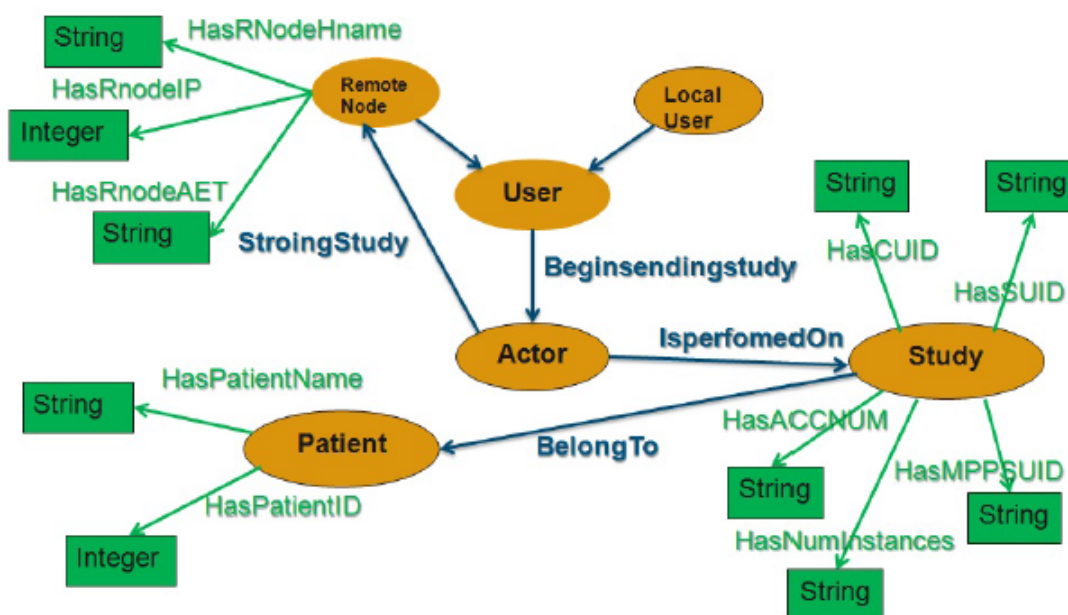 String
HasRNodeHname
HasRnodeIP
Integer
HasRnodeAET
String
Remote
Node
Local
User
User
StroingStudy
Beginsendingstudy
String
String
HasCUID
HasSUID
Actor
IsperfomedOn
Study
HasPatientName
String
Patient
BelongTo
HasPatientID
Integer
HasACCNUM
HasMPPSUID
String
String
HasNumInstances
String